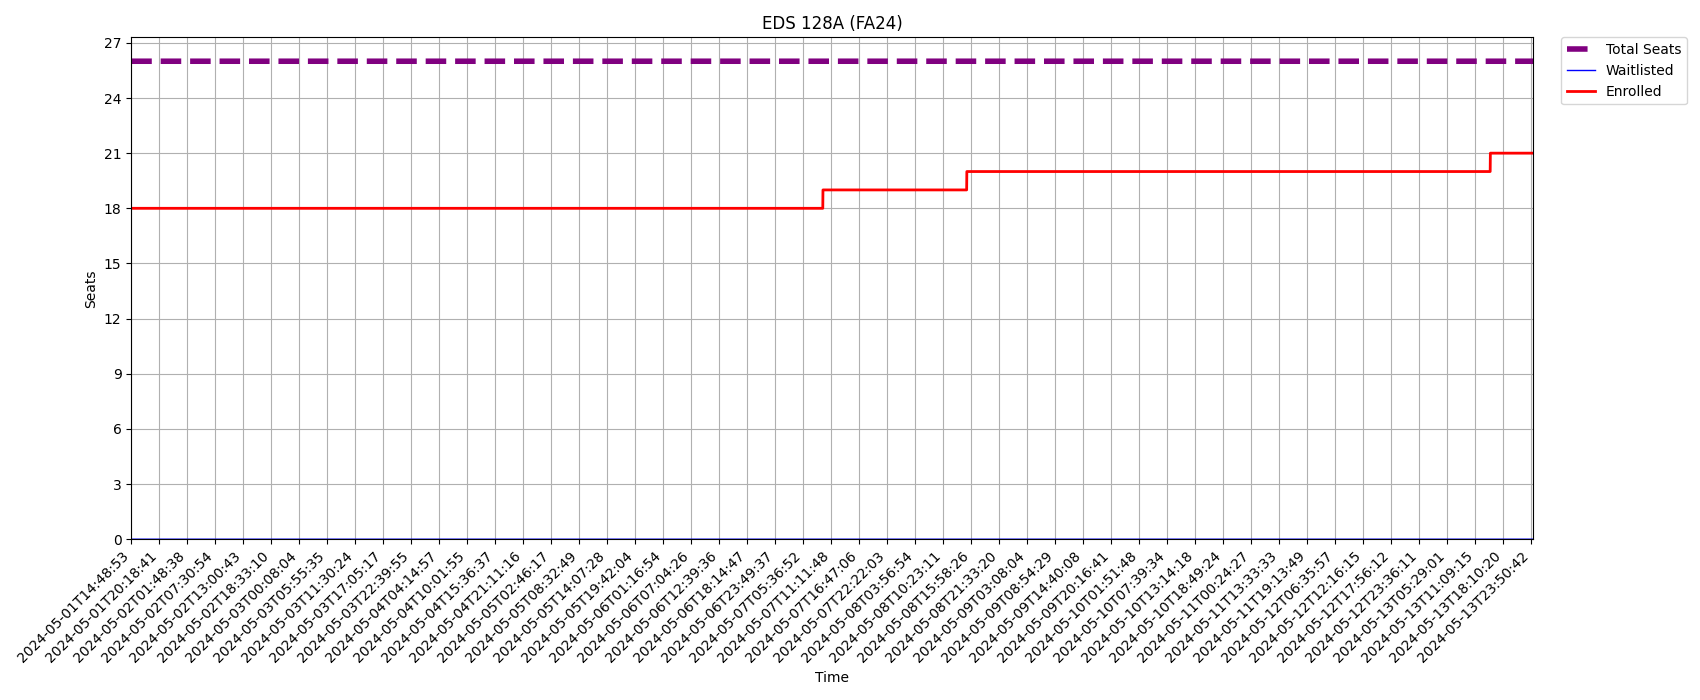 EDS 128A (FA24)
Total Seats
Waitlisted
Enrolled
Seats
27
24
21
18
15
12
9
6
3
0
2024-05-01T14:48:53
2024-05-01T20:18:41
2024-05-02T01:48:38
2024-05-02T07:30:54
2024-05-02T13:00:43
2024-05-02T18:33:10
2024-05-03T00:08:04
2024-05-03T05:55:35
2024-05-03T11:30:24
2024-05-03T17:05:17
2024-05-03T22:39:55
2024-05-04T04:14:57
2024-05-04T10:01:55
2024-05-04T15:36:37
2024-05-04T21:11:16
2024-05-05T02:46:17
2024-05-05T08:32:49
2024-05-05T14:07:28
2024-05-05T19:42:04
2024-05-06T01:16:54
2024-05-06T07:04:26
2024-05-06T12:39:36
2024-05-06T18:14:47
2024-05-06T23:49:37
2024-05-07T05:36:52
2024-05-07T11:11:48
2024-05-07T16:47:06
2024-05-07T22:22:03
2024-05-08T03:56:54
2024-05-08T10:23:11
2024-05-08T15:58:26
2024-05-08T21:33:20
2024-05-09T03:08:04
2024-05-09T08:54:29
2024-05-09T14:40:08
2024-05-09T20:16:41
2024-05-10T01:51:48
2024-05-10T07:39:34
2024-05-10T13:14:18
2024-05-10T18:49:24
2024-05-11T00:24:27
2024-05-11T13:33:33
2024-05-11T19:13:49
2024-05-12T06:35:57
2024-05-12T12:16:15
2024-05-12T17:56:12
2024-05-12T23:36:11
2024-05-13T05:29:01
2024-05-13T11:09:15
2024-05-13T18:10:20
2024-05-13T23:50:42
Time